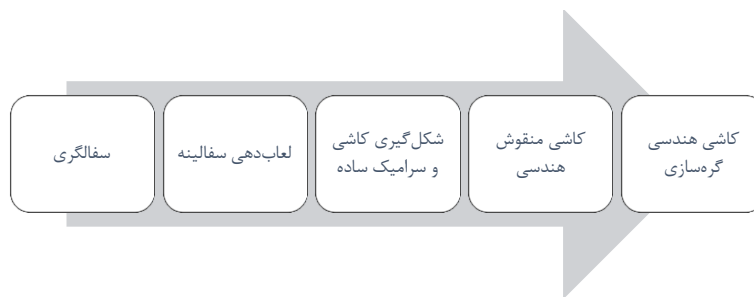 سفالگری
لعاب‌دهی سفالینه
شکل‌گیری کاشی
و سرامیک ساده
کاشی منقوش
هندسی
کاشی هندسی
گره‌سازی